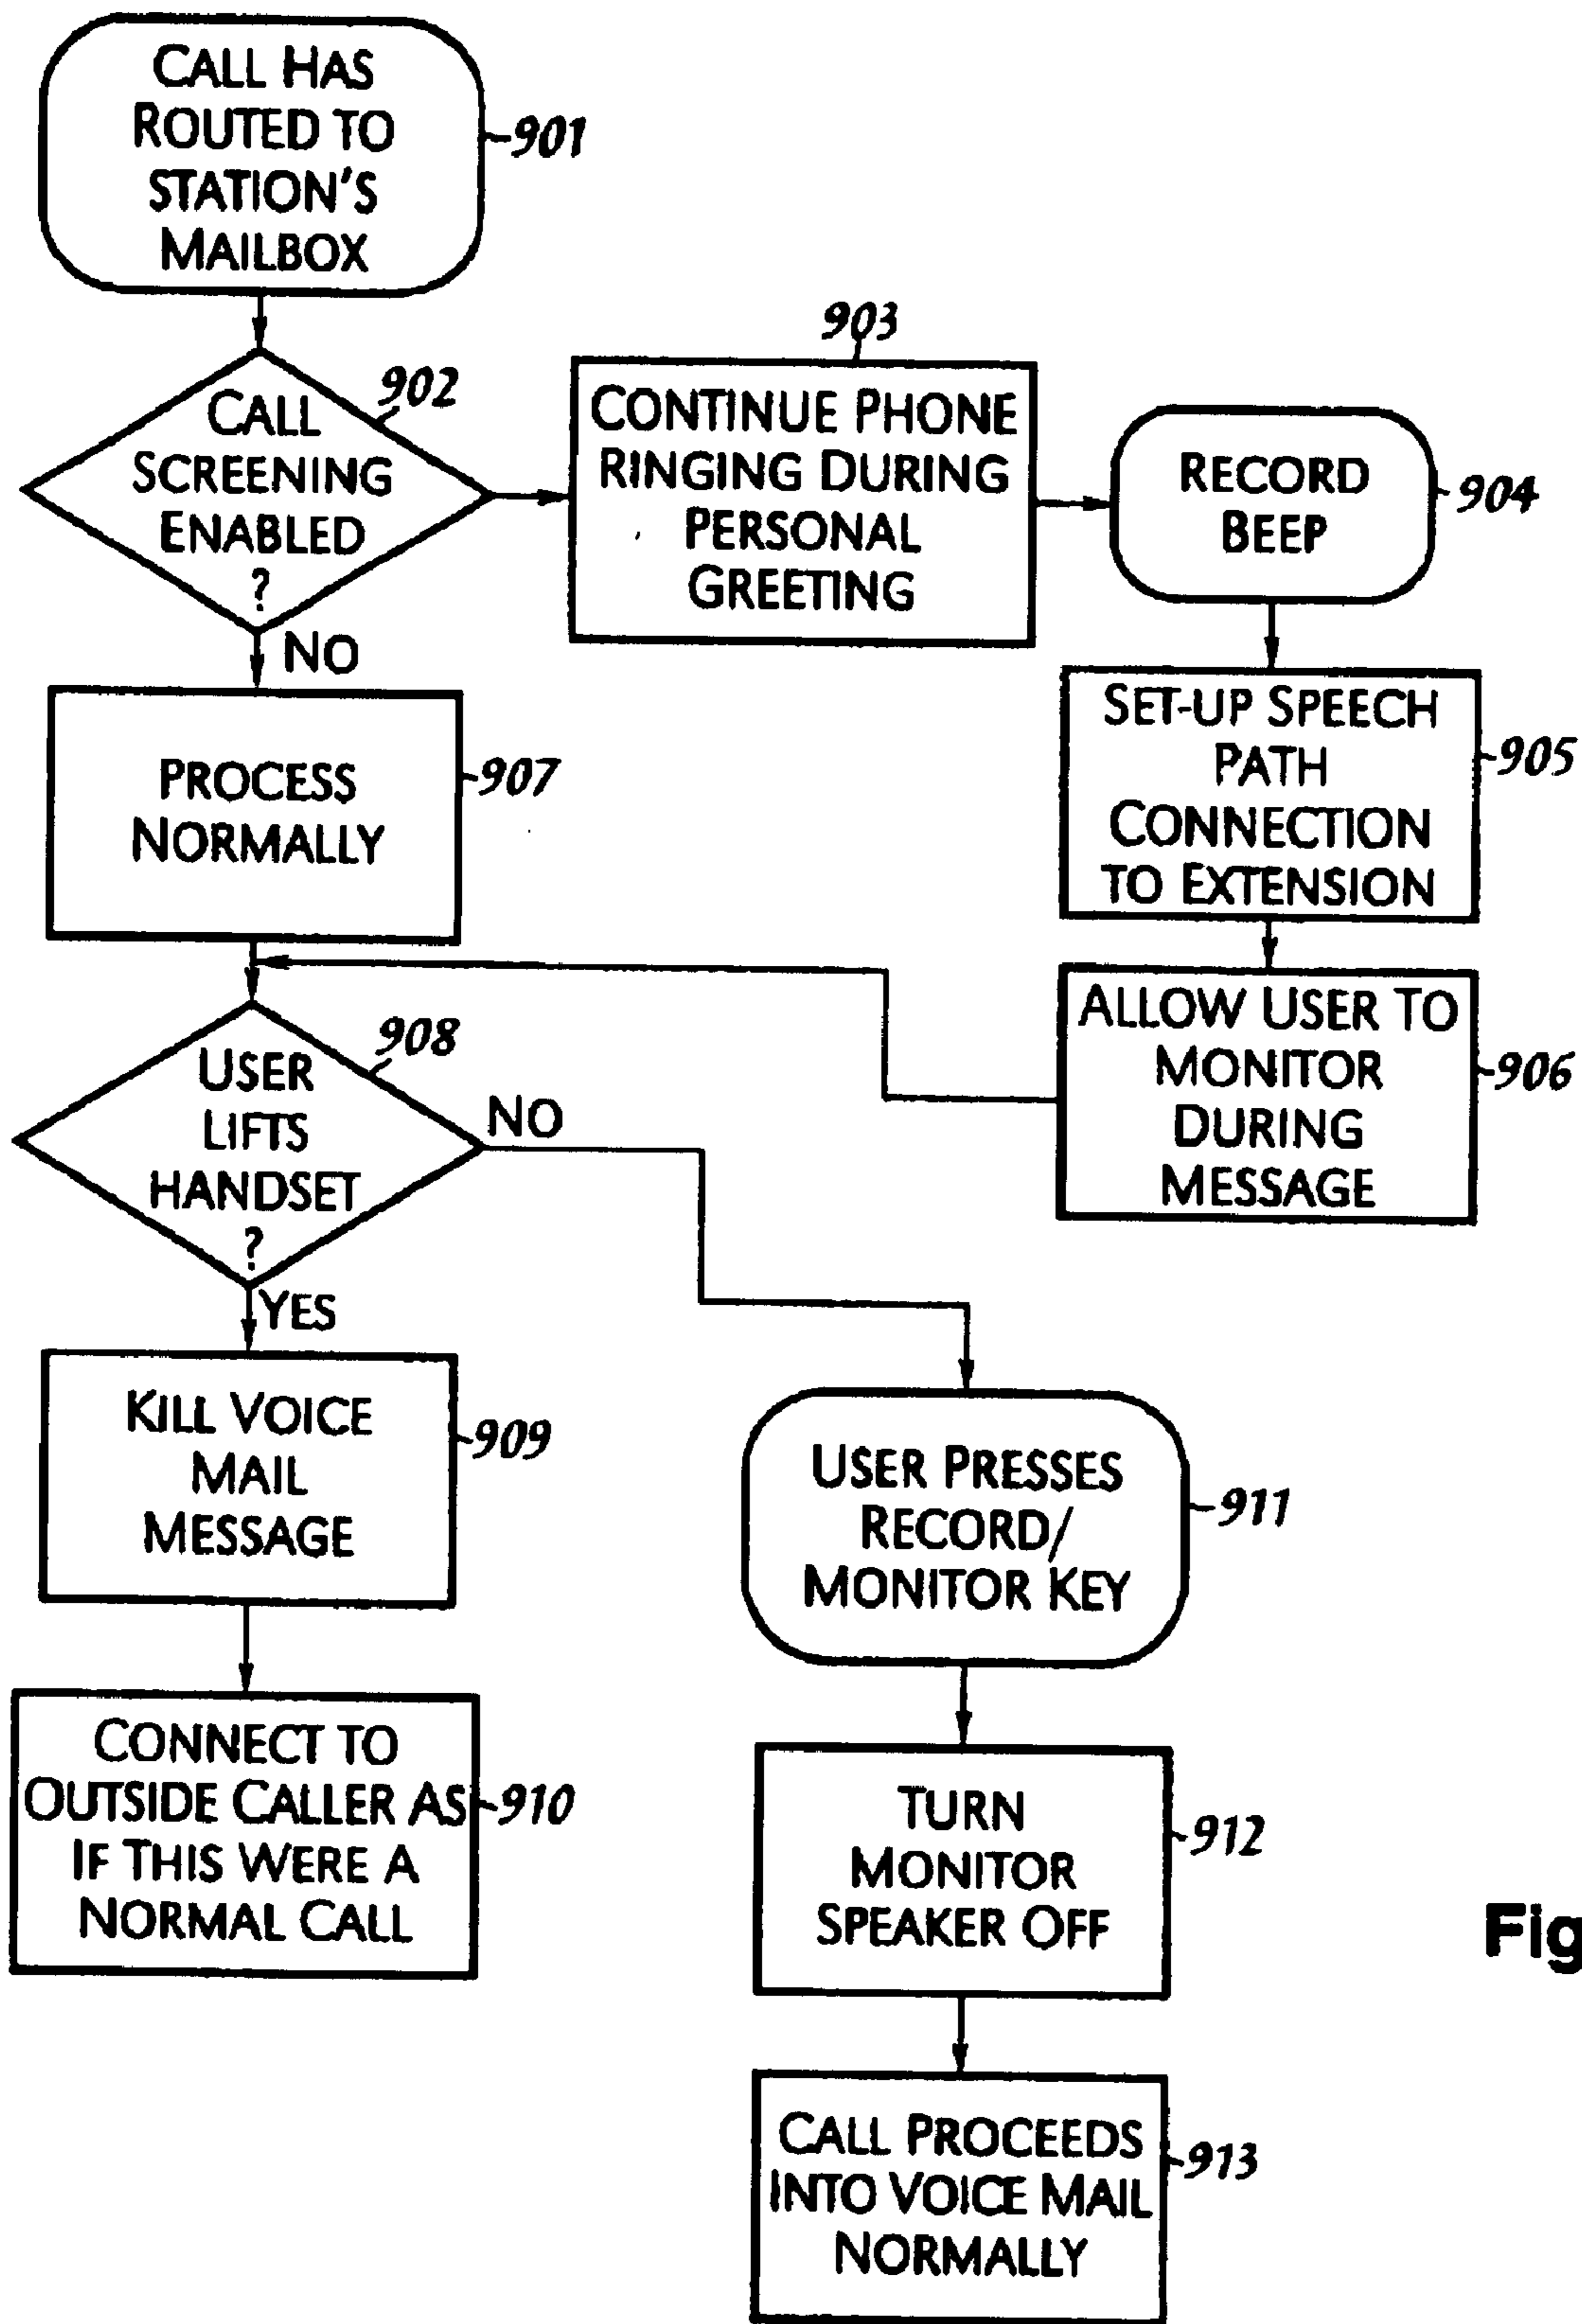 CALL HAS
ROUTED TO
STATION'S
MAILBOX
901
902
CALL
SCREENING
ENABLED
?
NO
903
CONTINUE PHONE
RINGING DURING
PERSONAL
GREETING
RECORD
BEEP
904
SET-UP SPEECH
PATH
CONNECTION
TO EXTENSION
905
ALLOW USER TO
MONITOR
DURING
MESSAGE
906
PROCESS
NORMALLY
907
908
USER
LIFTS
HANDSET
?
NO
YES
KILL VOICE
MAIL
MESSAGE
909
CONNECT TO
OUTSIDE CALLER AS
IF THIS WERE A
NORMAL CALL
910
USER PRESSES
RECORD/
MONITOR KEY
911
TURN
MONITOR
SPEAKER OFF
912
CALL PROCEEDS
INTO VOICE MAIL
NORMALLY
913
Fig